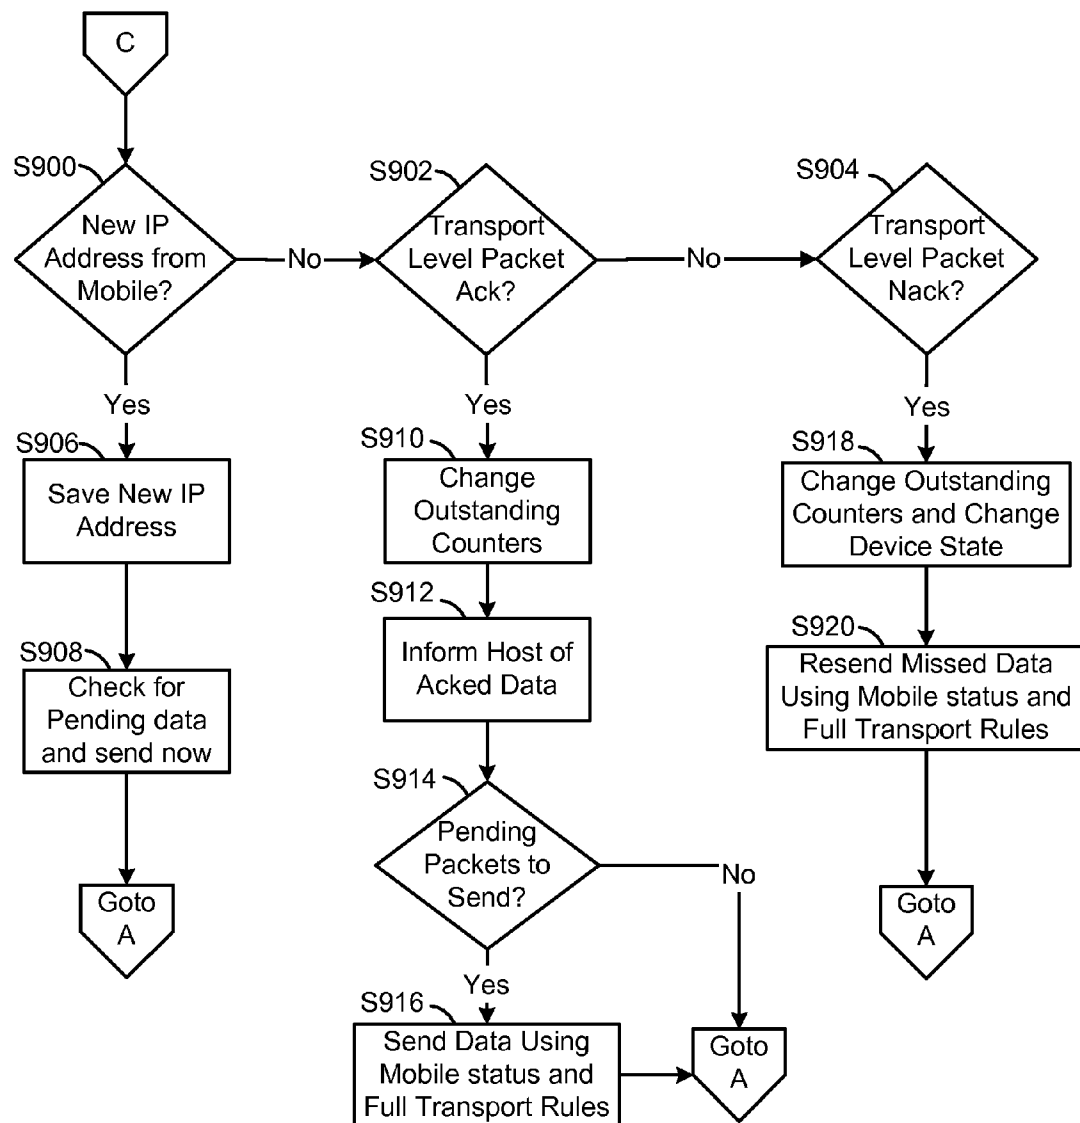 C
S900
New IP
Address from
Mobile?
No
S902
Transport
Level Packet
Ack?
No
S904
Transport
Level Packet
Nack?
Yes
Yes
Yes
S906
Save New IP
Address
S910
Change
Outstanding
Counters
S918
Change Outstanding
Counters and Change
Device State
S912
Inform Host of
Acked Data
S908
Check for
Pending data
and send now
S920
Resend Missed Data
Using Mobile status and
Full Transport Rules
S914
Pending
Packets to
Send?
No
Goto
A
Goto
A
Yes
S916
Send Data Using
Mobile status and
Full Transport Rules
Goto
A